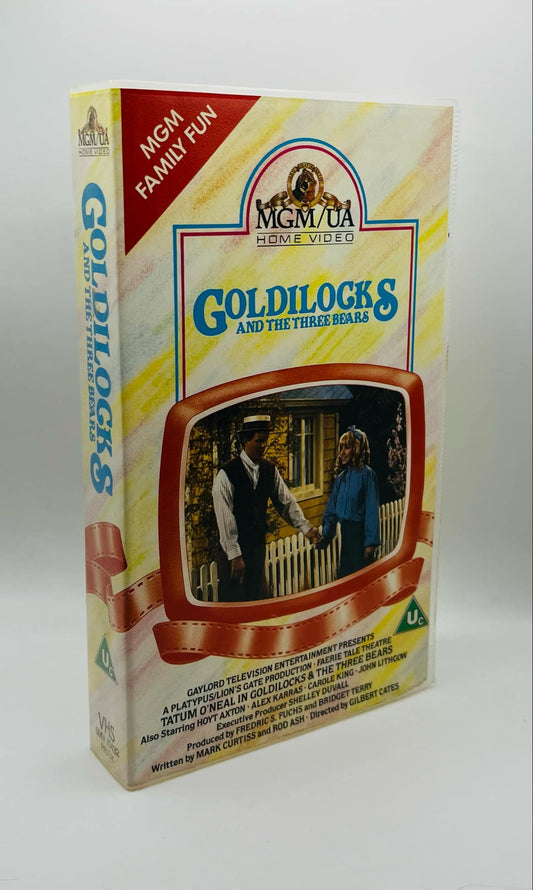 MGM/UA
HOME VIDEO
GOLDILOCKS
AND THE THREE BEARS
Uc
VHS
MGM
FAMILY FUN
MGM/UA
HOME VIDEO
GOLDILOCKS
AND THE THREE BEARS
Uc
GAYLORD TELEVISION ENTERTAINMENT PRESENTS
A PLATYPUS/LION'S GATE PRODUCTION · FAERIE TALE THEATRE
TATUM O'NEAL IN GOLDILOCKS & THE THREE BEARS
Also Starring HOYT AXTON · ALEX KARRAS · CAROLE KING · JOHN LITHGOW
Executive Producer SHELLEY DUVALL
Produced by FREDRIC S. FUCHS and BRIDGET TERRY
Written by MARK CURTISS and ROD ASH · Directed by GILBERT CATES